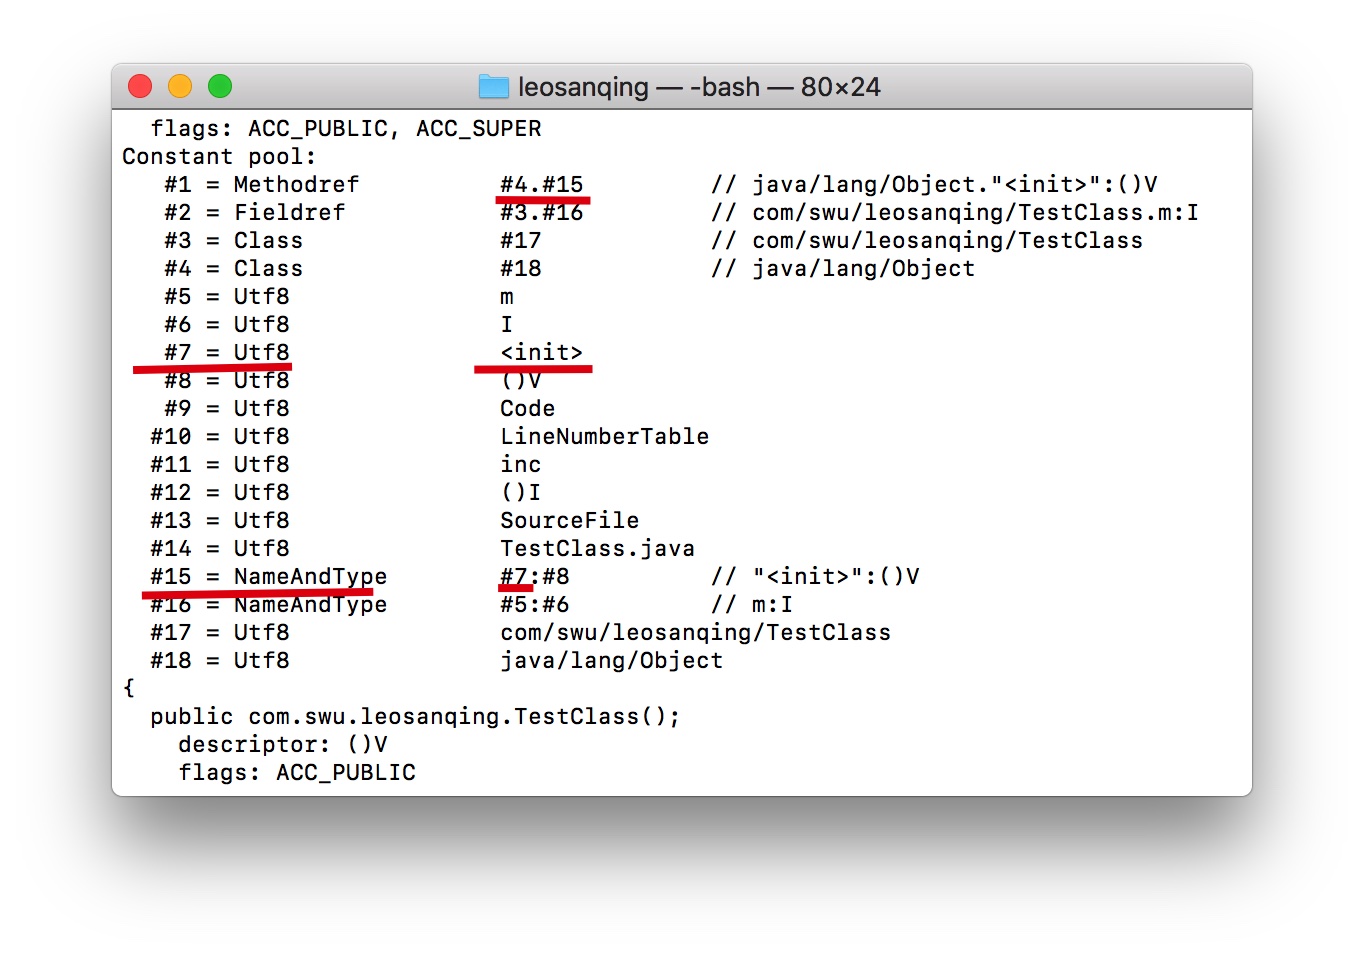 leosanqing — -bash — 80×24
flags: ACC_PUBLIC, ACC_SUPER
Constant pool:
#1 = Methodref #4.#15 // java/lang/Object."<init>":()V
#2 = Fieldref #3.#16 // com/swu/leosanqing/TestClass.m:I
#3 = Class #17 // com/swu/leosanqing/TestClass
#4 = Class #18 // java/lang/Object
#5 = Utf8 m
#6 = Utf8 I
#7 = Utf8 <init>
#8 = Utf8 ()V
#9 = Utf8 Code
#10 = Utf8 LineNumberTable
#11 = Utf8 inc
#12 = Utf8 ()I
#13 = Utf8 SourceFile
#14 = Utf8 TestClass.java
#15 = NameAndType #7:#8 // "<init>":()V
#16 = NameAndType #5:#6 // m:I
#17 = Utf8 com/swu/leosanqing/TestClass
#18 = Utf8 java/lang/Object
{
public com.swu.leosanqing.TestClass();
descriptor: ()V
flags: ACC_PUBLIC